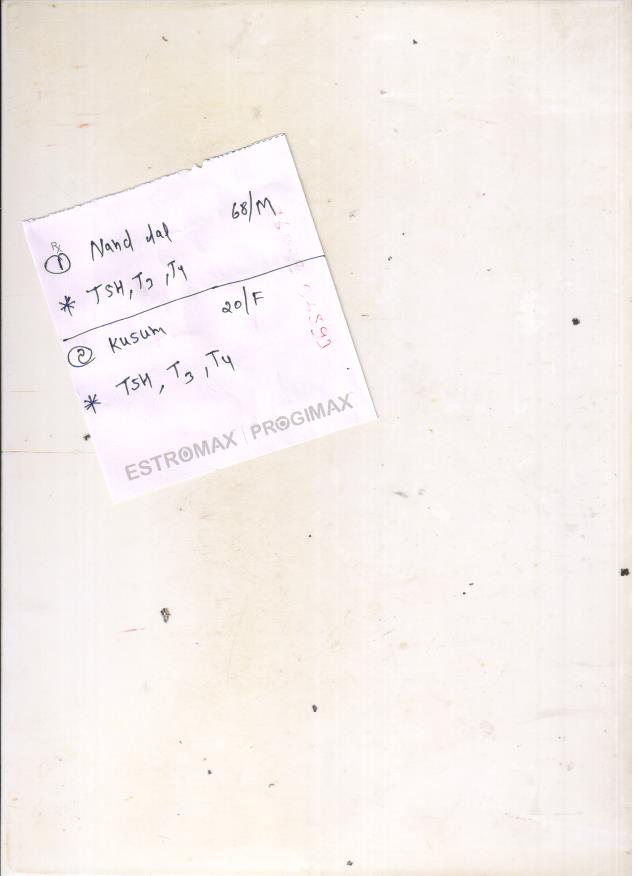 Rx
1 Nand Lal 68/M
* TSH, T3, T4
2 Kusum 20/F
* TSH, T3, T4
ESTROMAX | PROGIMAX